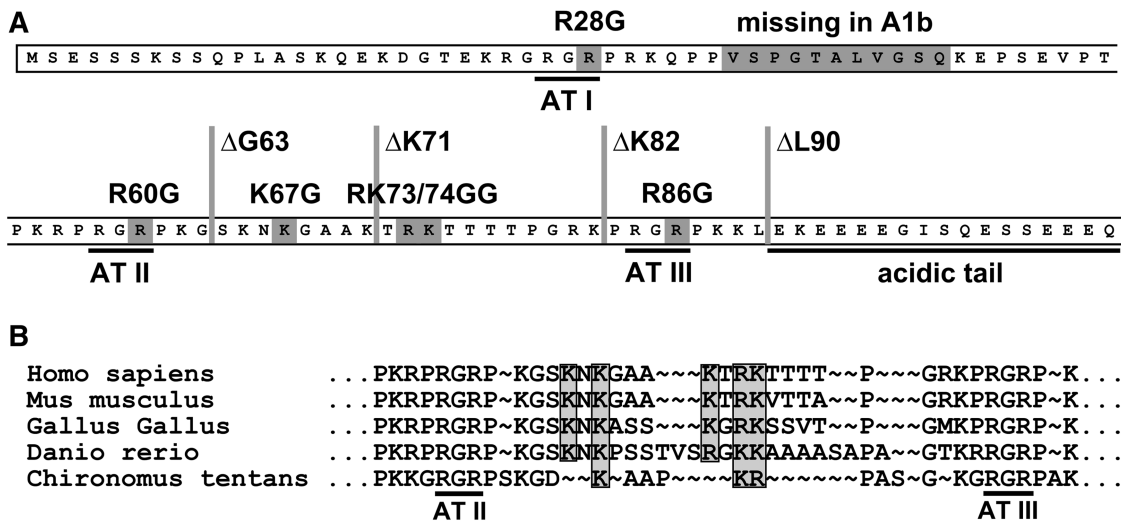 A
R28G missing in A1b
M S E S S S K S S Q P L A S K Q E K D G T E K R G R G R P R K Q P P V S P G T A L V G S Q K E P S E V P T
AT I
ΔG63 ΔK71 ΔK82 ΔL90
R60G K67G RK73/74GG R86G
P K R P R G R P K G S K N K G A A K T R K T T T T P G R K P R G R P K K L E K E E E E G I S Q E S S E E E Q
AT II AT III acidic tail
B
Homo sapiens ...PKRPRGRP~KGSKNKGAA~~~KTRKTTTT~~P~~~GRKPRGRP~K...
Mus musculus ...PKRPRGRP~KGSKNKGAA~~~KTRKVTTA~~P~~~GRKPRGRP~K...
Gallus Gallus ...PKRPRGRP~KGSKNKASS~~~KGRKSSVT~~P~~~GMKPRGRP~K...
Danio rerio ...PKRPRGRP~KGSKNKPSSTVSRGKKAAAASAPA~~GTKRRGRP~K...
Chironomus tentans ...PKKGRGRPSKGD~~K~AAP~~~~KR~~~~~~PAS~G~KGRGRPAK...
AT II AT III